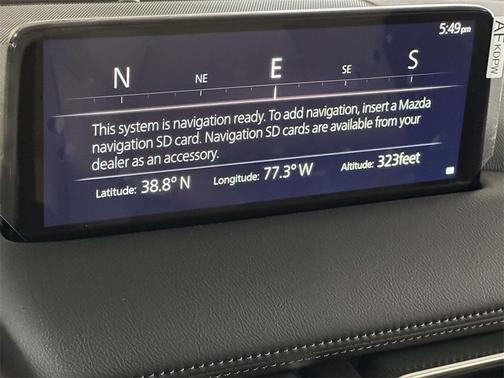 5:49pm
N NE E SE S
This system is navigation ready. To add navigation, insert a Mazda
navigation SD card. Navigation SD cards are available from your
dealer as an accessory.
Latitude: 38.8° N Longitude: 77.3° W Altitude: 323feet